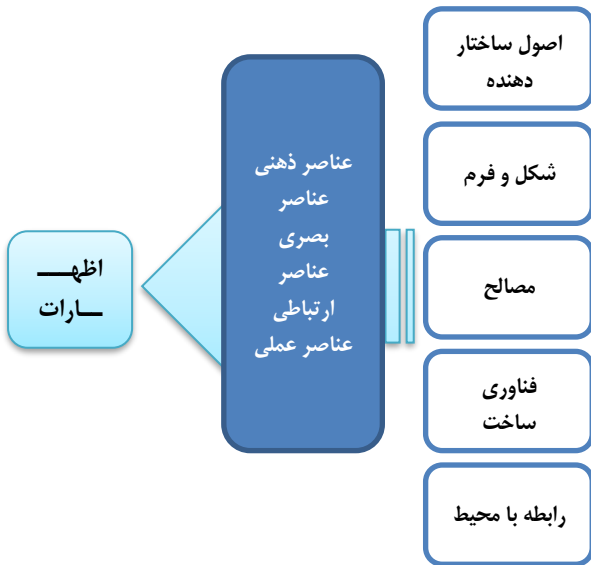 اصول ساختار
دهنده
شکل و فرم
مصالح
فناوری
ساخت
رابطه با محیط
عناصر ذهنی
عناصر
بصری
عناصر
ارتباطی
عناصر عملی
اظهـــ
ـــارات